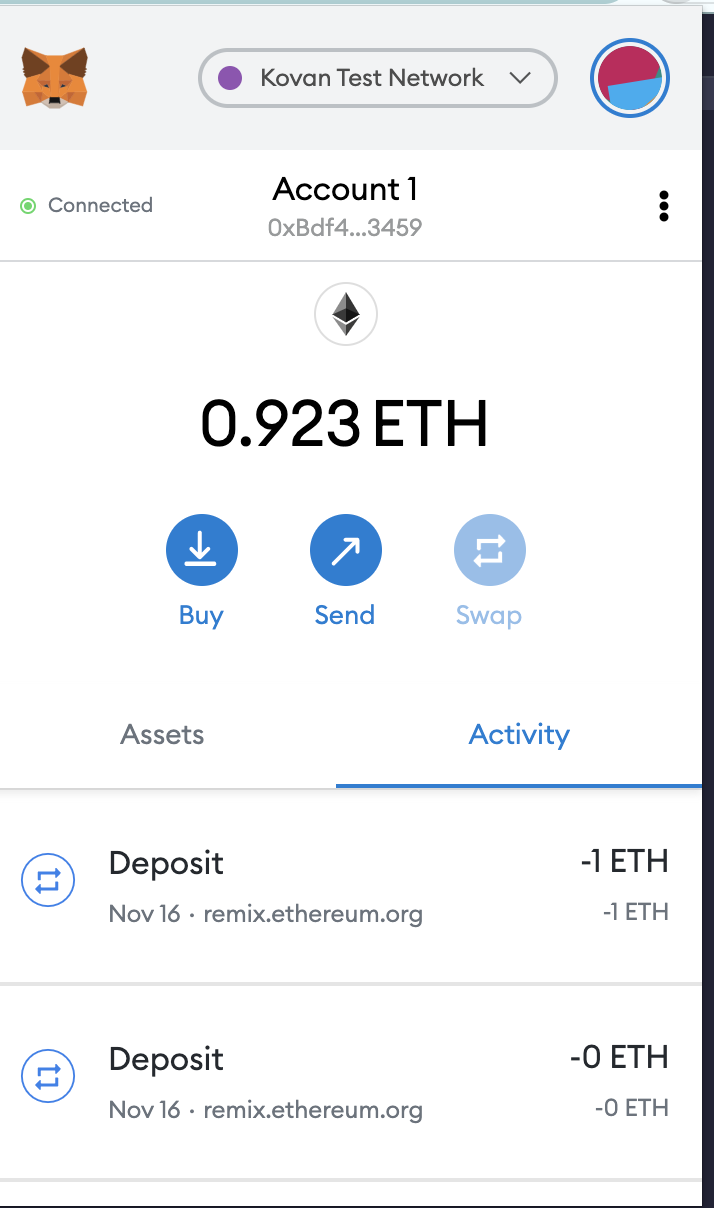 Kovan Test Network
Connected
Account 1
0xBdf4...3459
0.923 ETH
Buy
Send
Swap
Assets
Activity
Deposit
-1 ETH
Nov 16 · remix.ethereum.org
-1 ETH
Deposit
-0 ETH
Nov 16 · remix.ethereum.org
-0 ETH